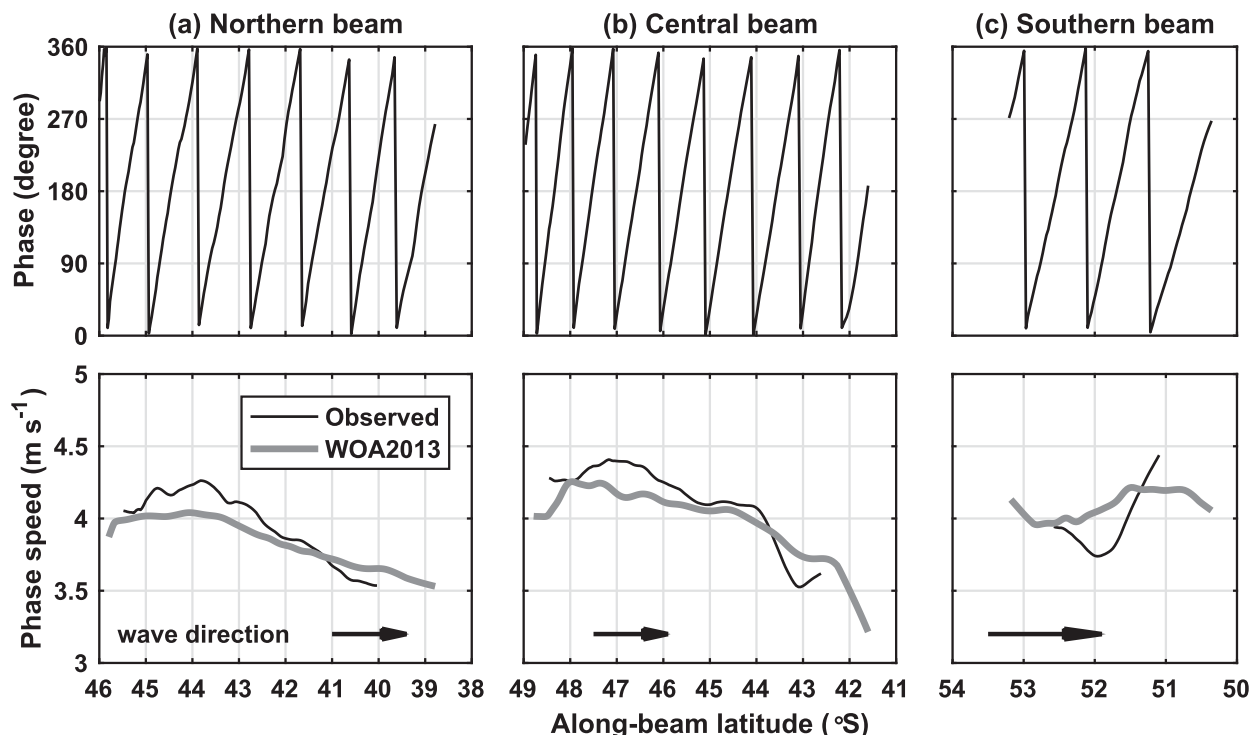 (a) Northern beam
(b) Central beam
(c) Southern beam
Phase (degree)
360
270
180
90
0
Phase speed (m s-1)
5
4.5
4
3.5
3
Observed
WOA2013
wave direction
46 45 44 43 42 41 40 39 38
49 48 47 46 45 44 43 42 41
54 53 52 51 50
Along-beam latitude (°S)